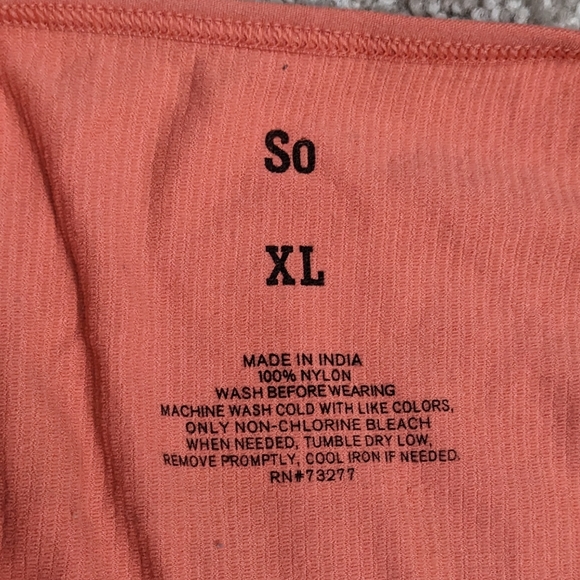 So
XL
MADE IN INDIA
100% NYLON
WASH BEFORE WEARING
MACHINE WASH COLD WITH LIKE COLORS,
ONLY NON-CHLORINE BLEACH
WHEN NEEDED, TUMBLE DRY LOW,
REMOVE PROMPTLY, COOL IRON IF NEEDED.
RN#73277